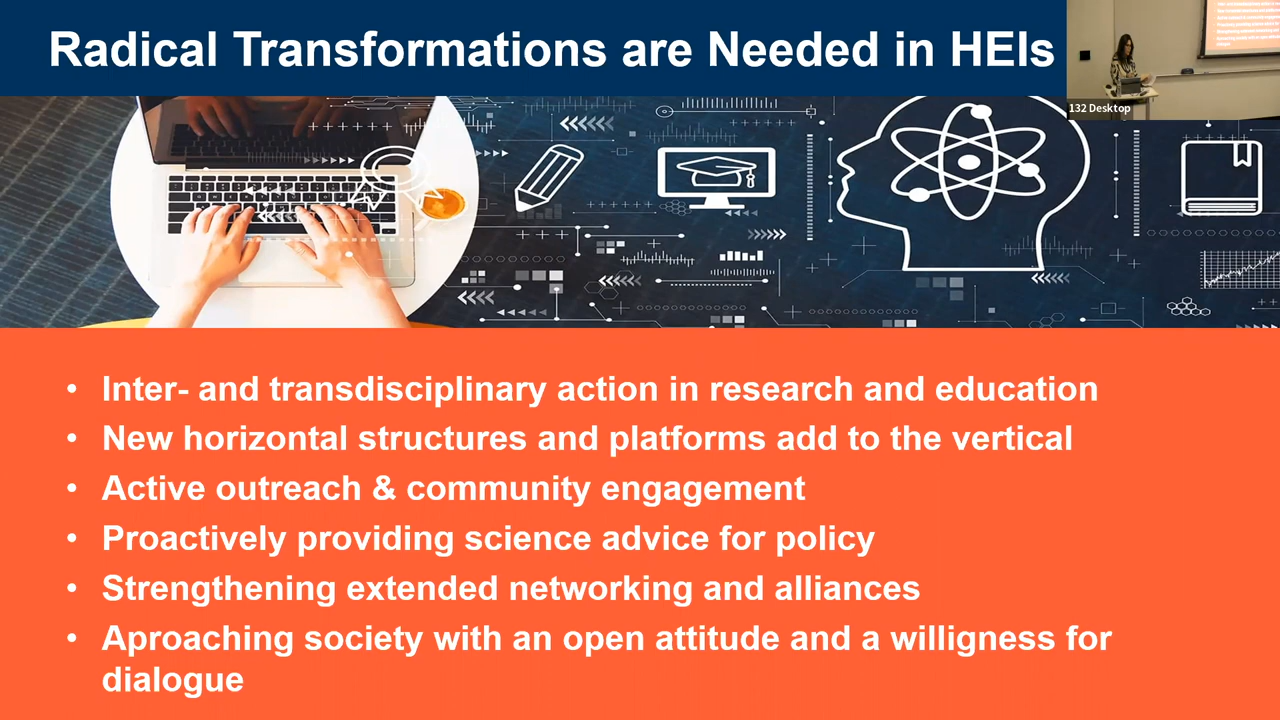 Radical Transformations are Needed in HEIs
132 Desktop
• Inter- and transdisciplinary action in research and education
• New horizontal structures and platforms add to the vertical
• Active outreach & community engagement
• Proactively providing science advice for policy
• Strengthening extended networking and alliances
• Aproaching society with an open attitude and a willigness for
dialogue